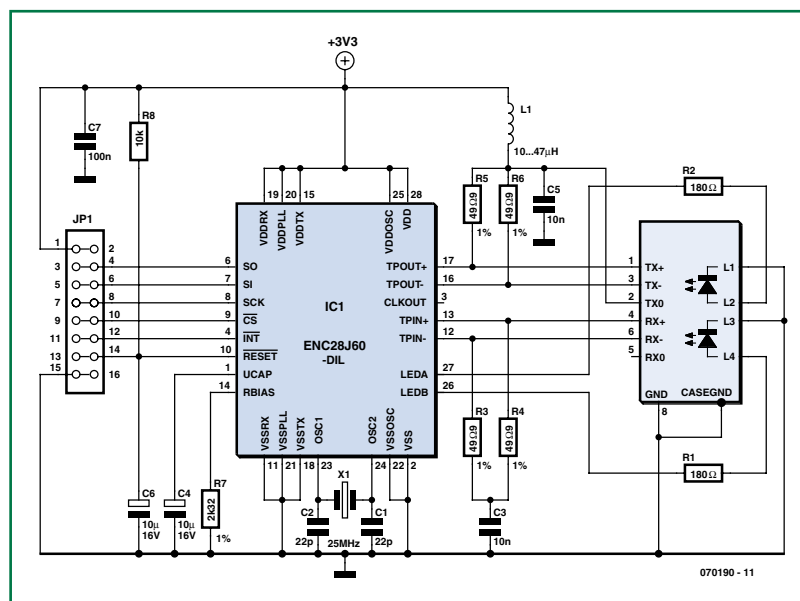 +3V3
L1
10...47µH
C7
100n
R8
10k
R5
49Ω9
1%
R6
49Ω9
1%
C5
10n
R2
180Ω
JP1
1 2
3 4
5 6
7 8
9 10
11 12
13 14
15 16
19 20 15 25 28
VDDRX
VDDPLL
VDDTX
VDDOSC
VDD
6 SO
7 SI
8 SCK
9 CS
4 INT
10 RESET
1 UCAP
14 RBIAS
IC1
ENC28J60
-DIL
TPOUT+ 17
TPOUT- 16
CLKOUT 3
TPIN+ 13
TPIN- 12
LEDA 27
LEDB 26
VSSRX
VSSPLL
VSSTX
OSC1
OSC2
VSSOSC
VSS
11 21 18 23 24 22 2
1 TX+
3 TX-
2 TX0
4 RX+
6 RX-
5 RX0
L1
L2
L3
L4
GND
CASEGND
8
R3
49Ω9
1%
R4
49Ω9
1%
R1
180Ω
C6
10µ
16V
C4
10µ
16V
R7
2k32
1%
X1
25MHz
C2
22p
C1
22p
C3
10n
070190 - 11